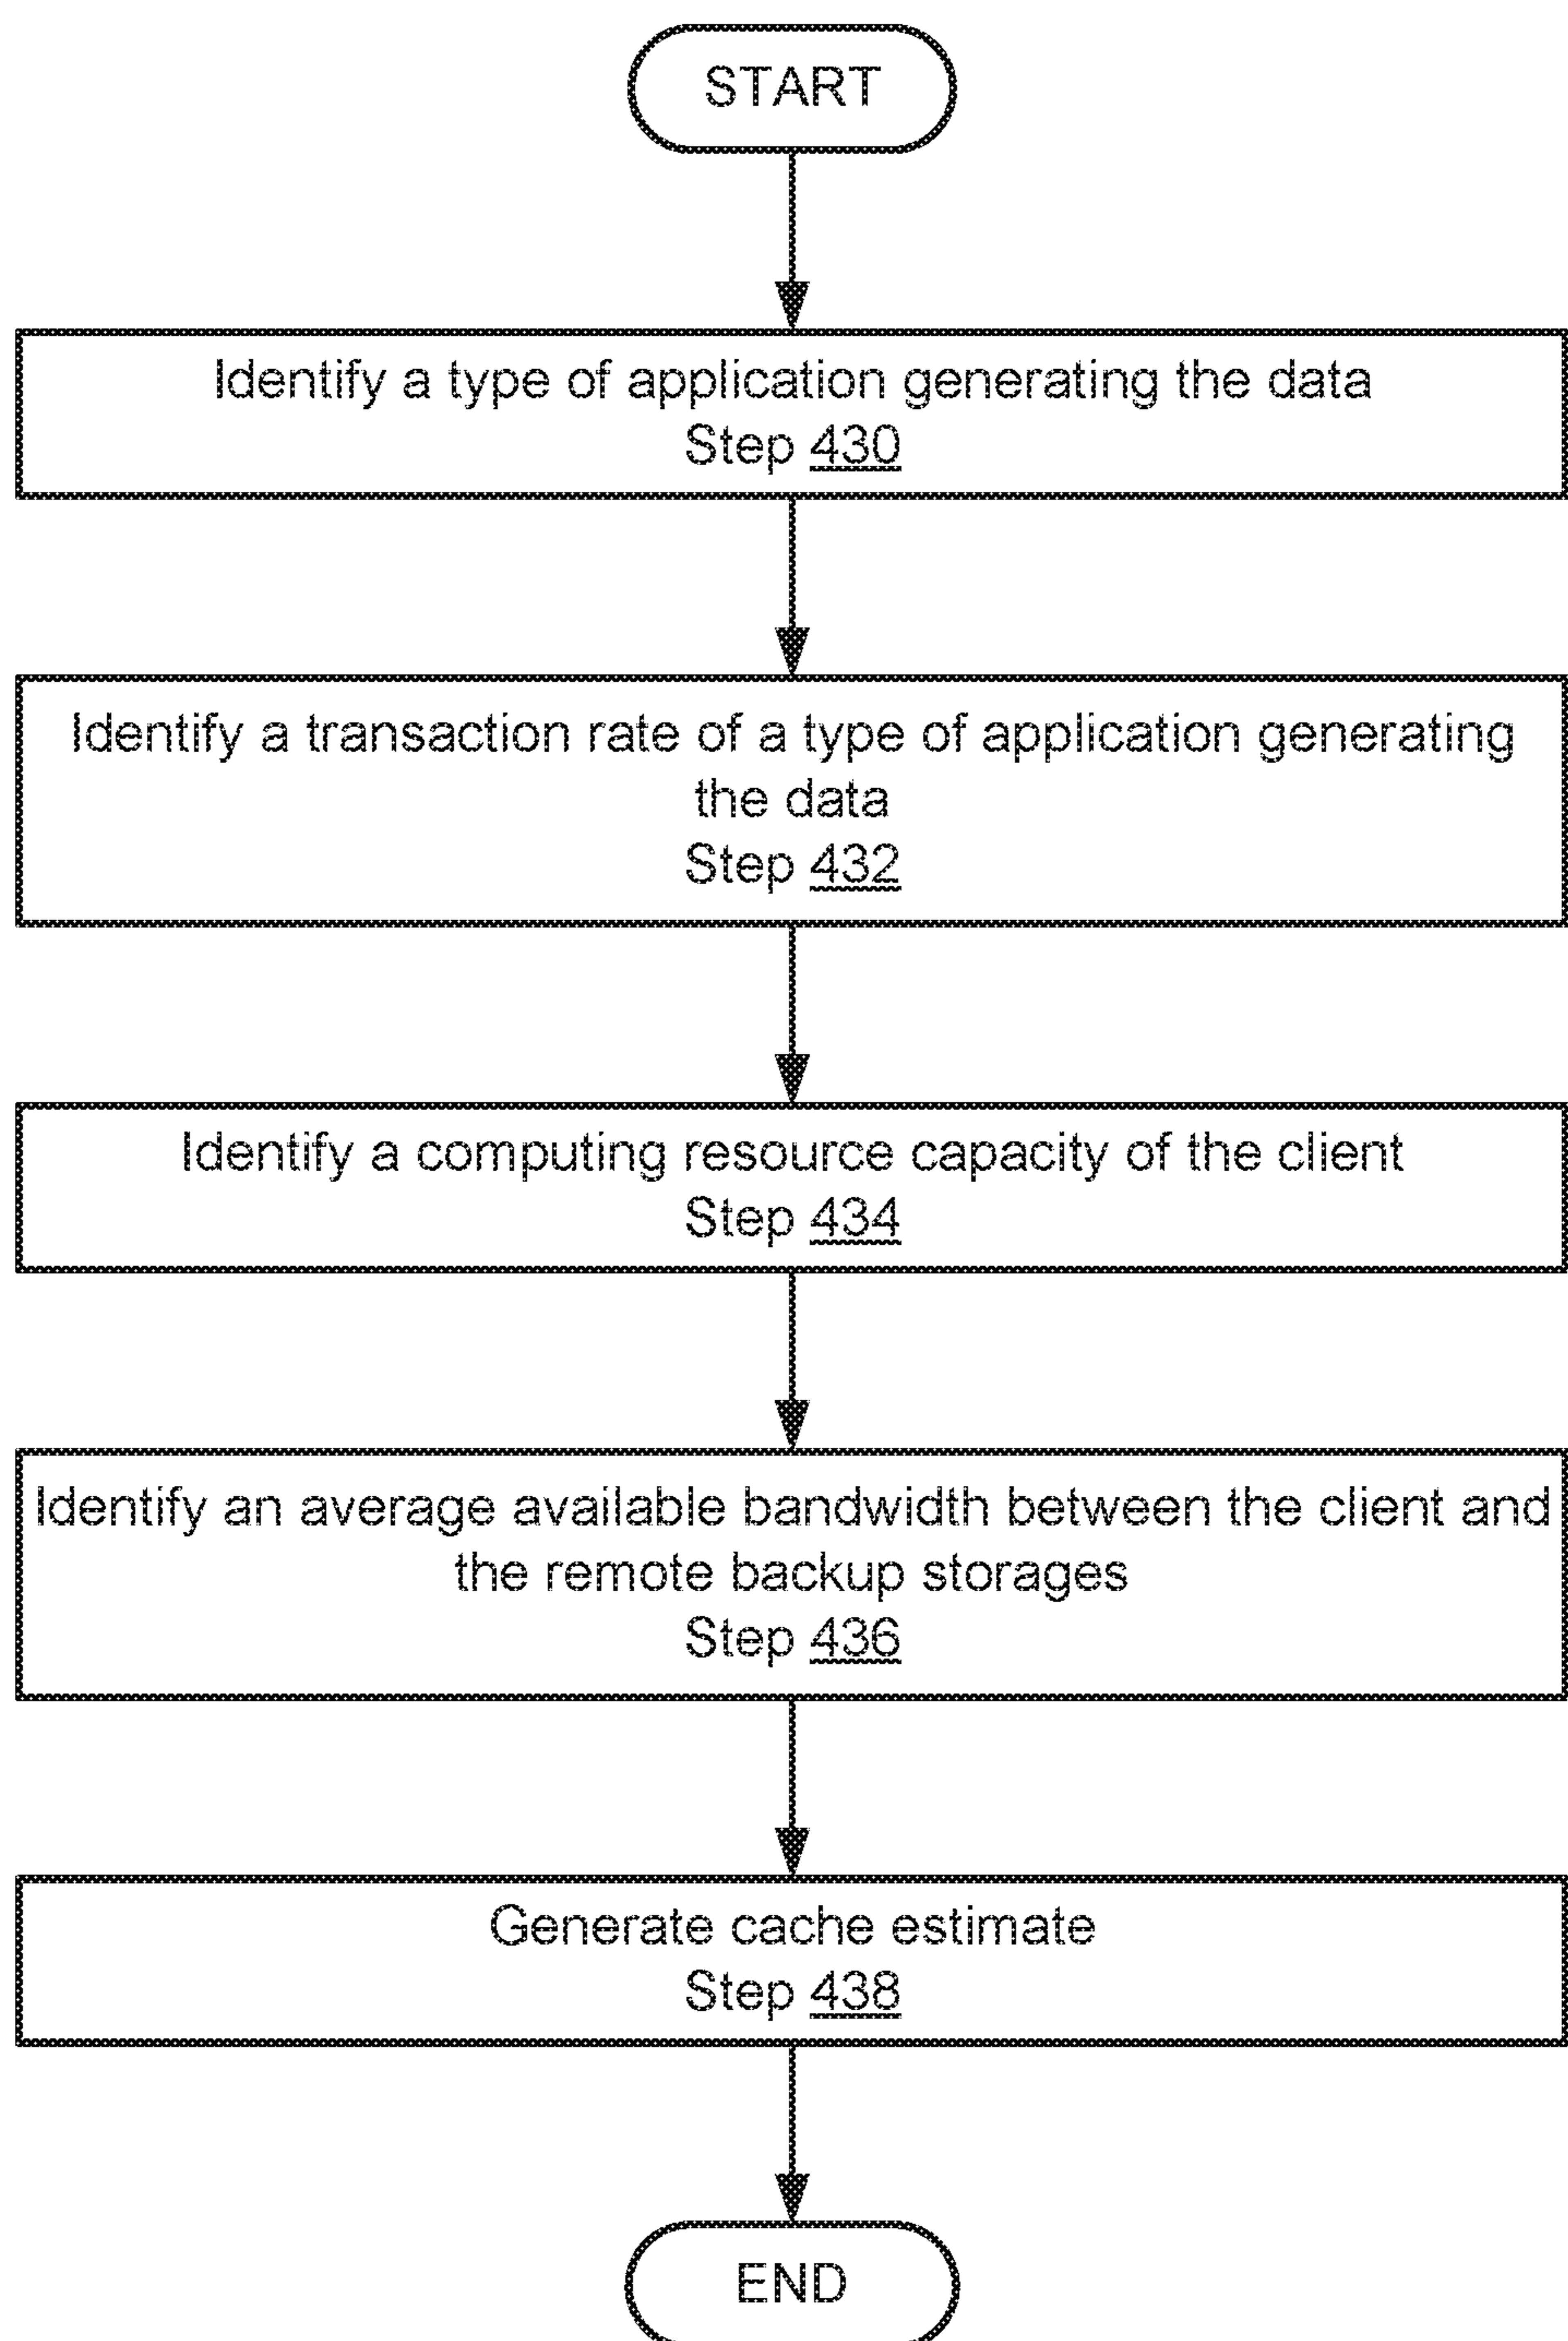 START
Identify a type of application generating the data
Step 430
Identify a transaction rate of a type of application generating
the data
Step 432
Identify a computing resource capacity of the client
Step 434
Identify an average available bandwidth between the client and
the remote backup storages
Step 436
Generate cache estimate
Step 438
END